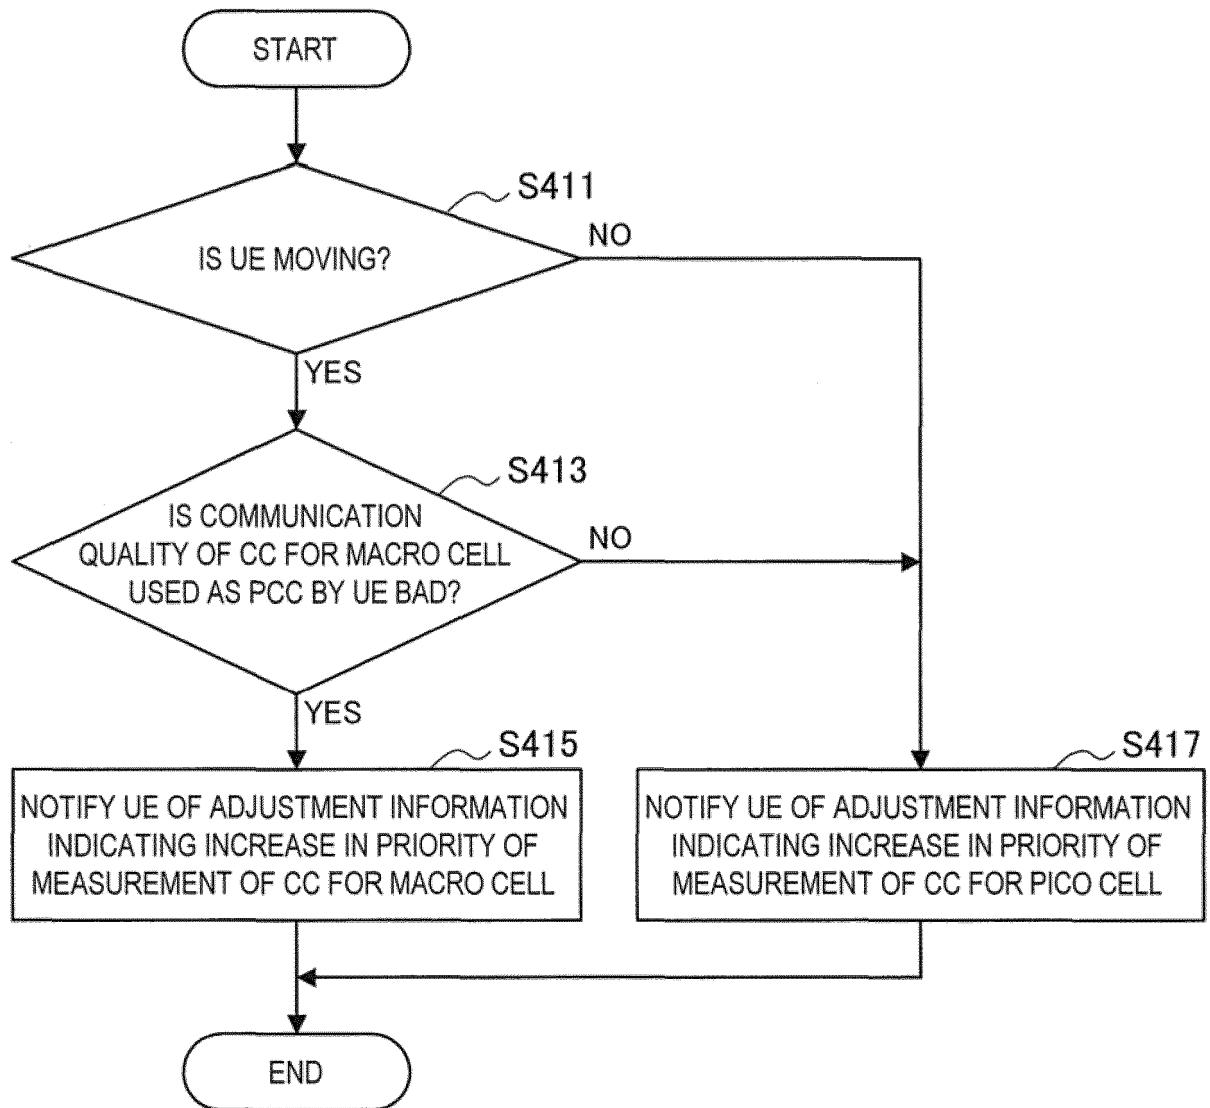 START
S411
IS UE MOVING?
NO
YES
S413
IS COMMUNICATION
QUALITY OF CC FOR MACRO CELL
USED AS PCC BY UE BAD?
NO
YES
S415
NOTIFY UE OF ADJUSTMENT INFORMATION
INDICATING INCREASE IN PRIORITY OF
MEASUREMENT OF CC FOR MACRO CELL
S417
NOTIFY UE OF ADJUSTMENT INFORMATION
INDICATING INCREASE IN PRIORITY OF
MEASUREMENT OF CC FOR PICO CELL
END